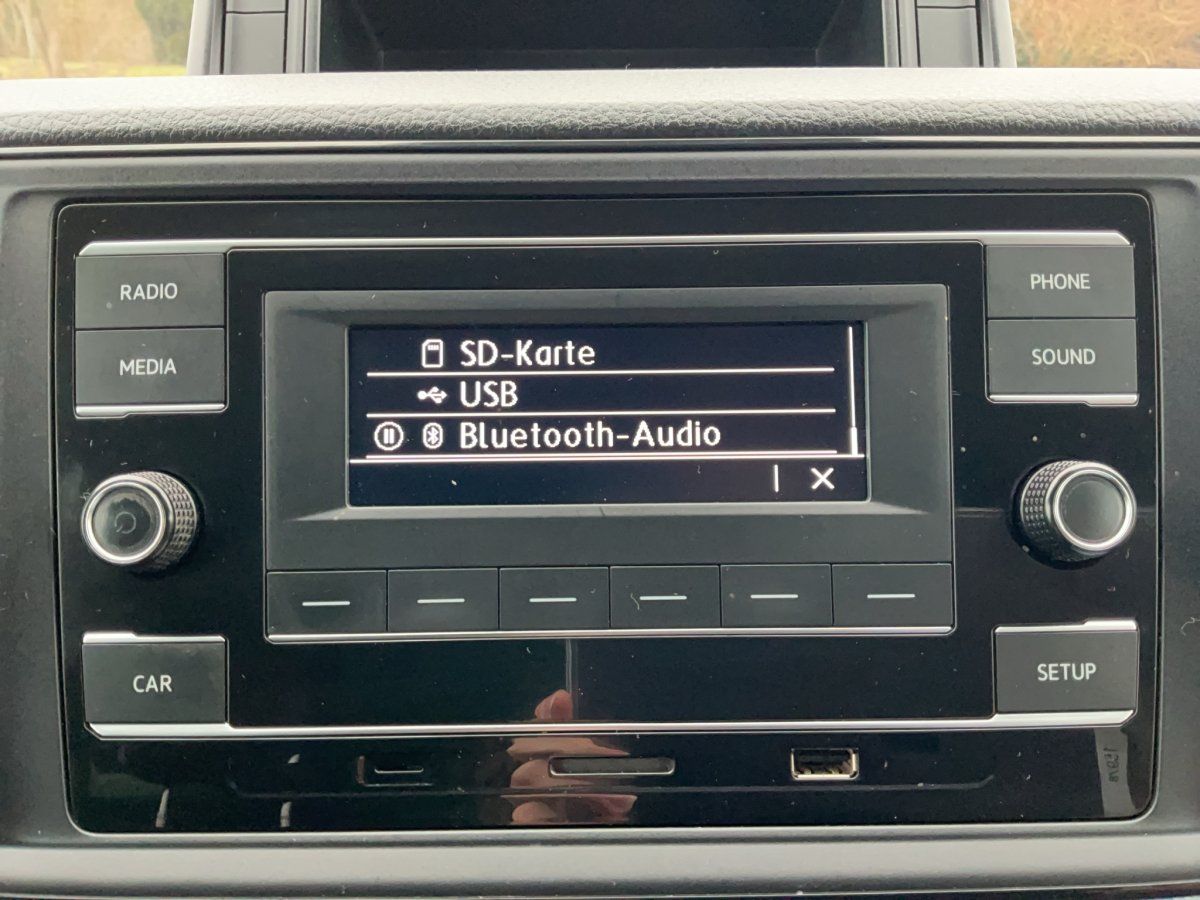 RADIO
PHONE
MEDIA
SOUND
SD-Karte
USB
Bluetooth-Audio
CAR
SETUP